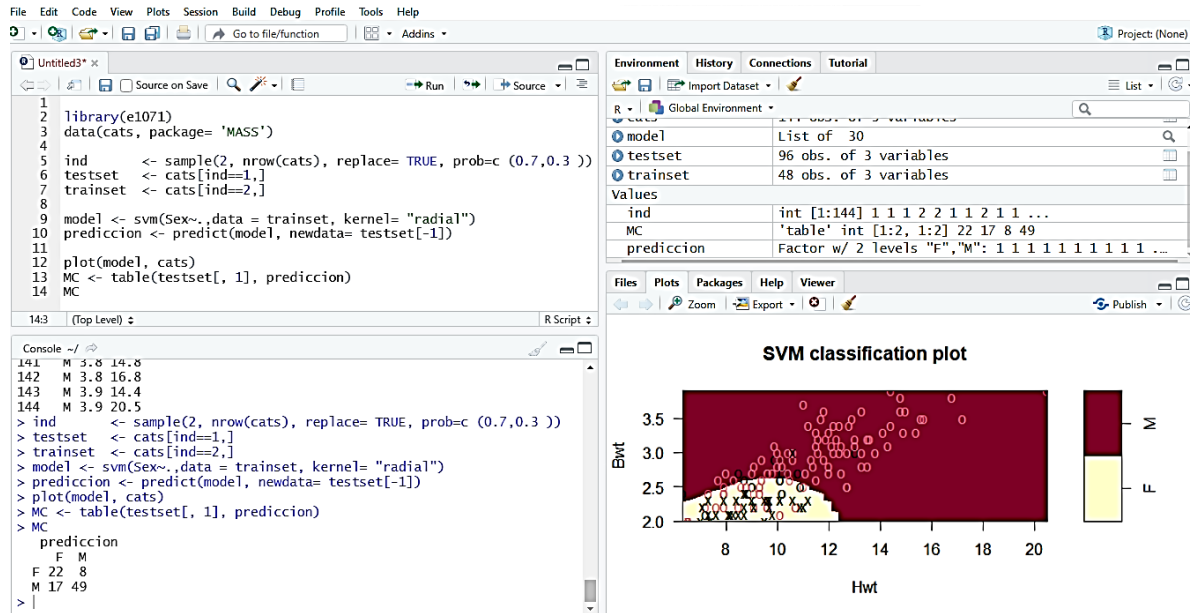 File Edit Code View Plots Session Build Debug Profile Tools Help
Go to file/function Addins Project: (None)
Untitled3*
Source on Save Run Source
1
2 library(e1071)
3 data(cats, package= 'MASS')
4
5 ind <- sample(2, nrow(cats), replace= TRUE, prob=c (0.7,0.3 ))
6 testset <- cats[ind==1,]
7 trainset <- cats[ind==2,]
8
9 model <- svm(Sex~.,data = trainset, kernel= "radial")
10 prediccion <- predict(model, newdata= testset[-1])
11
12 plot(model, cats)
13 MC <- table(testset[, 1], prediccion)
14 MC
14:3 (Top Level) R Script
Console ~/
141 M 3.8 14.8
142 M 3.8 16.8
143 M 3.9 14.4
144 M 3.9 20.5
> ind <- sample(2, nrow(cats), replace= TRUE, prob=c (0.7,0.3 ))
> testset <- cats[ind==1,]
> trainset <- cats[ind==2,]
> model <- svm(Sex~.,data = trainset, kernel= "radial")
> prediccion <- predict(model, newdata= testset[-1])
> plot(model, cats)
> MC <- table(testset[, 1], prediccion)
> MC
prediccion
F M
F 22 8
M 17 49
>
Environment History Connections Tutorial
Import Dataset List
R Global Environment
cats 144 obs. of 3 variables
model List of 30
testset 96 obs. of 3 variables
trainset 48 obs. of 3 variables
Values
ind int [1:144] 1 1 1 2 2 1 1 2 1 1 ...
MC 'table' int [1:2, 1:2] 22 17 8 49
prediccion Factor w/ 2 levels "F","M": 1 1 1 1 1 1 1 1 1 1 ...
Files Plots Packages Help Viewer
Zoom Export Publish
SVM classification plot
3.5
3.0
2.5
2.0
Bwt
8 10 12 14 16 18 20
Hwt
M
F